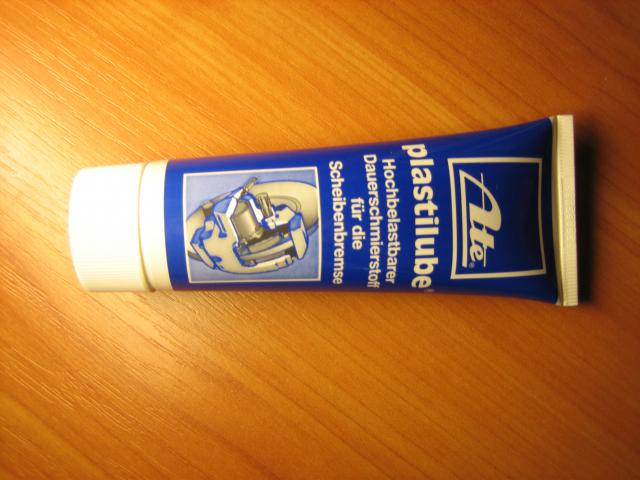 Ate®
plastilube®
Hochbelastbarer
Dauerschmierstoff
für die
Scheibenbremse